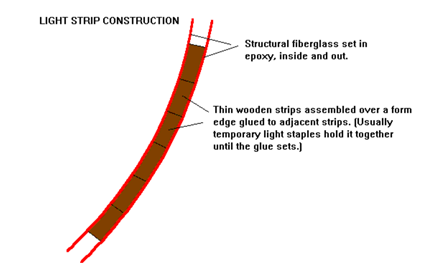 LIGHT STRIP CONSTRUCTION
Structural fiberglass set in
epoxy, inside and out.
Thin wooden strips assembled over a form
edge glued to adjacent strips. (Usually
temporary light staples hold it together
until the glue sets.)